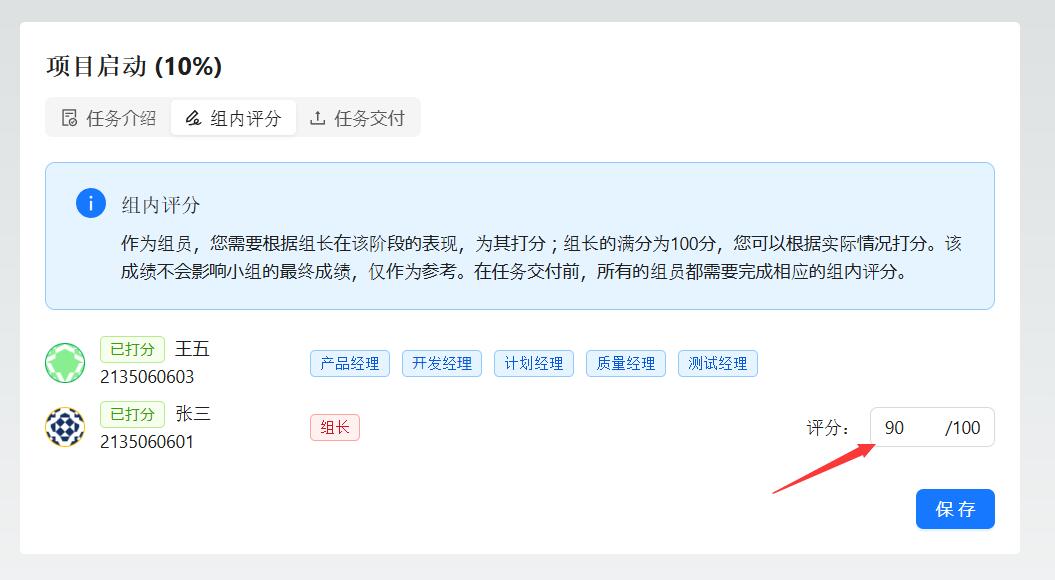 项目启动 (10%)
任务介绍 组内评分 任务交付
组内评分
作为组员，您需要根据组长在该阶段的表现，为其打分；组长的满分为100分，您可以根据实际情况打分。该
成绩不会影响小组的最终成绩，仅作为参考。在任务交付前，所有的组员都需要完成相应的组内评分。
已打分 王五
2135060603
产品经理 开发经理 计划经理 质量经理 测试经理
已打分 张三
2135060601
组长
评分： 90 /100
保存